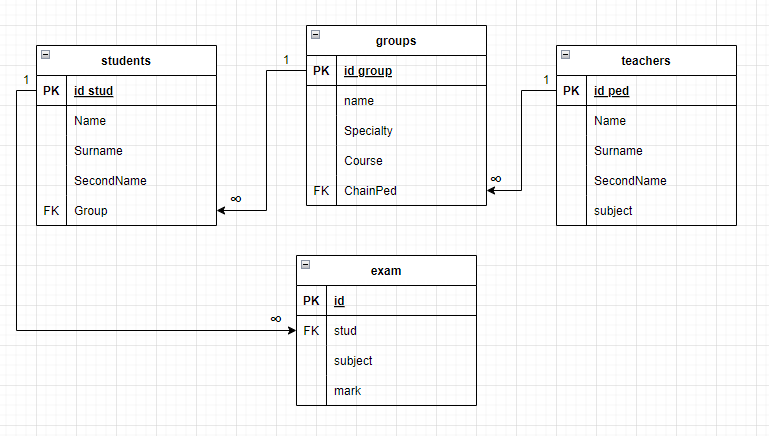 students
PK id stud
Name
Surname
SecondName
FK Group
1
∞
groups
PK id group
name
Specialty
Course
FK ChainPed
1
∞
teachers
PK id ped
Name
Surname
SecondName
subject
1
∞
exam
PK id
FK stud
subject
mark